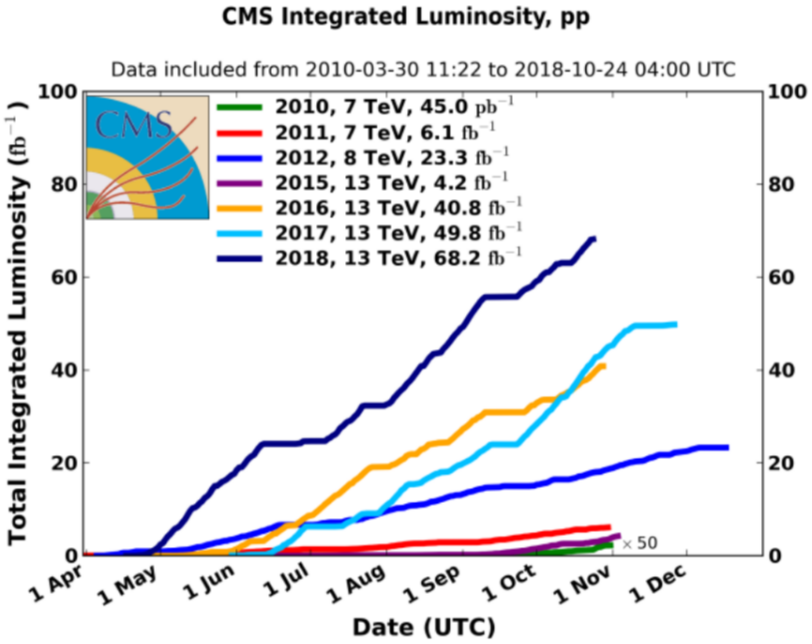 CMS Integrated Luminosity, pp
Data included from 2010-03-30 11:22 to 2018-10-24 04:00 UTC
CMS
2010, 7 TeV, 45.0 pb⁻¹
2011, 7 TeV, 6.1 fb⁻¹
2012, 8 TeV, 23.3 fb⁻¹
2015, 13 TeV, 4.2 fb⁻¹
2016, 13 TeV, 40.8 fb⁻¹
2017, 13 TeV, 49.8 fb⁻¹
2018, 13 TeV, 68.2 fb⁻¹
Total Integrated Luminosity (fb⁻¹)
100 100
80 80
60 60
40 40
20 20
0 0
× 50
1 Apr 1 May 1 Jun 1 Jul 1 Aug 1 Sep 1 Oct 1 Nov 1 Dec
Date (UTC)